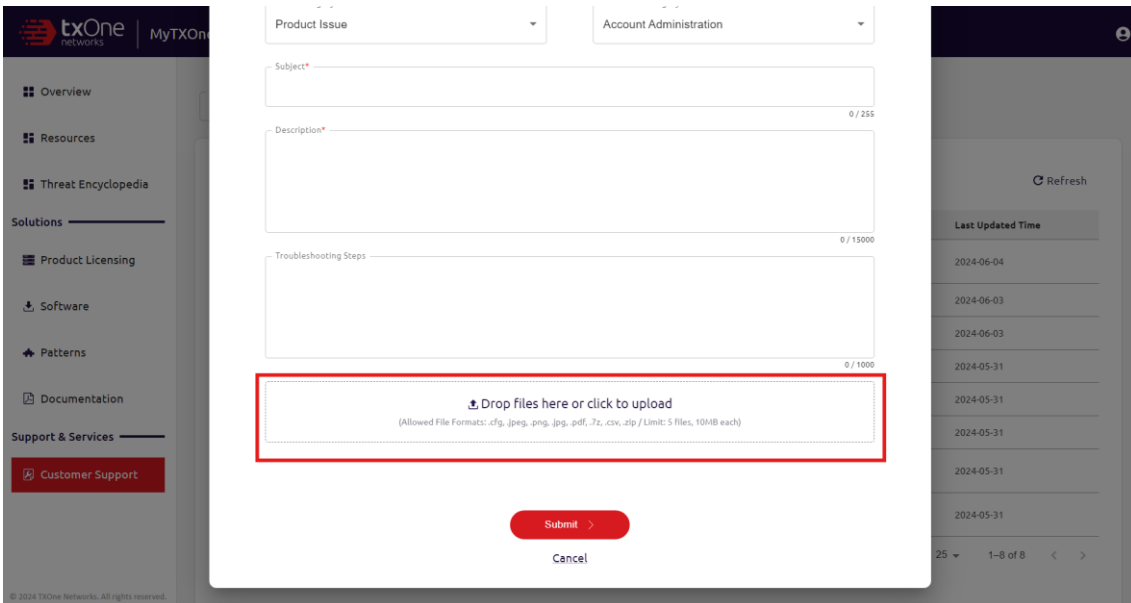 txOne
networks
MyTXOn
Overview
Resources
Threat Encyclopedia
Solutions
Product Licensing
Software
Patterns
Documentation
Support & Services
Customer Support
© 2024 TXOne Networks. All rights reserved.
Product Issue
Account Administration
Subject*
0 / 255
Description*
0 / 15000
Troubleshooting Steps
0 / 1000
Drop files here or click to upload
(Allowed File Formats: .cfg, .jpeg, .png, .jpg, .pdf, .7z, .csv, .zip / Limit: 5 files, 10MB each)
Submit
Cancel
Refresh
Last Updated Time
2024-06-04
2024-06-03
2024-06-03
2024-05-31
2024-05-31
2024-05-31
2024-05-31
2024-05-31
25 1–8 of 8